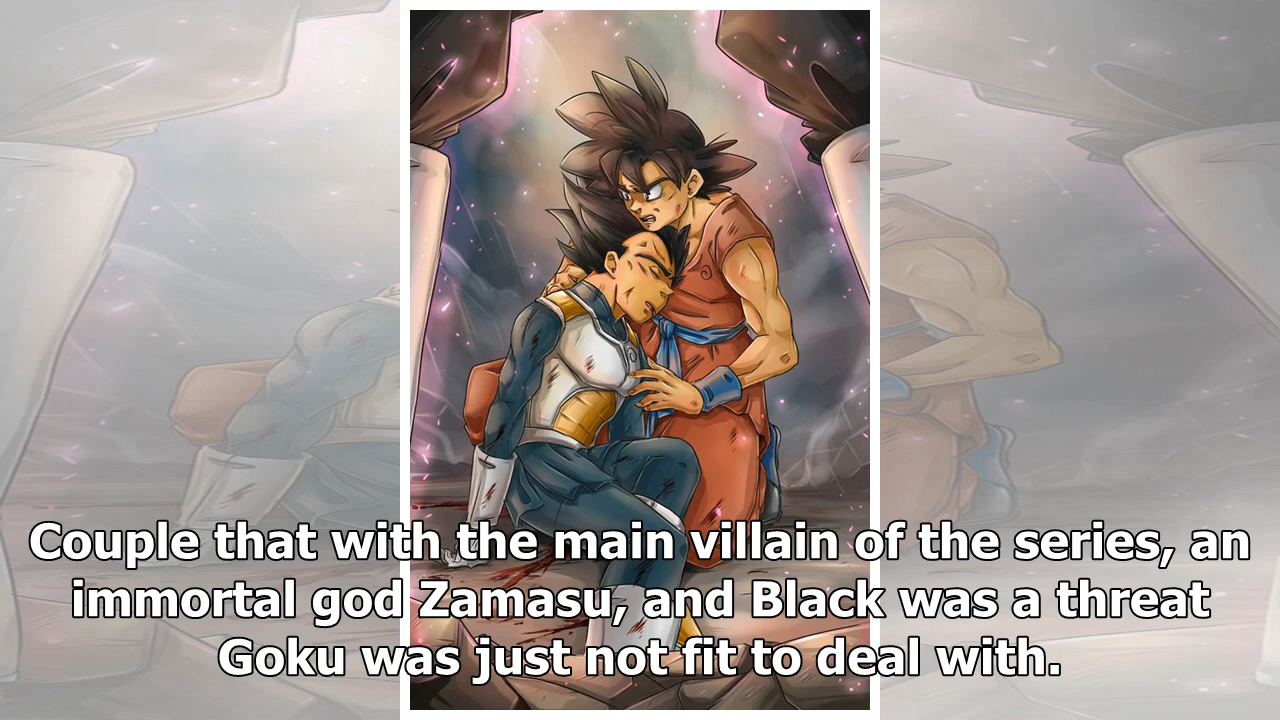 Couple that with the main villain of the series, an
immortal god Zamasu, and Black was a threat
Goku was just not fit to deal with.